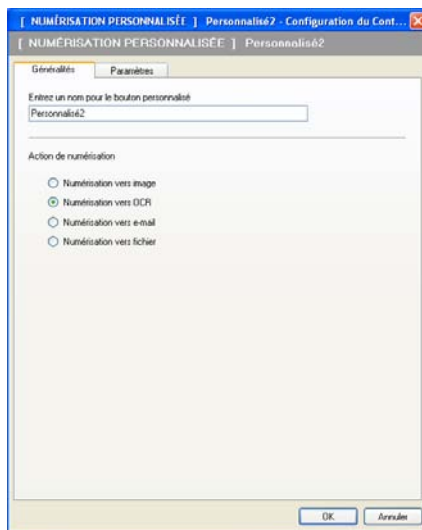 [ NUMÉRISATION PERSONNALISÉE ] Personnalisé2 - Configuration du Cont...
[ NUMÉRISATION PERSONNALISÉE ] Personnalisé2
Généralités Paramètres
Entrez un nom pour le bouton personnalisé
Personnalisé2
Action de numérisation
Numérisation vers image
Numérisation vers OCR
Numérisation vers e-mail
Numérisation vers fichier
OK Annuler